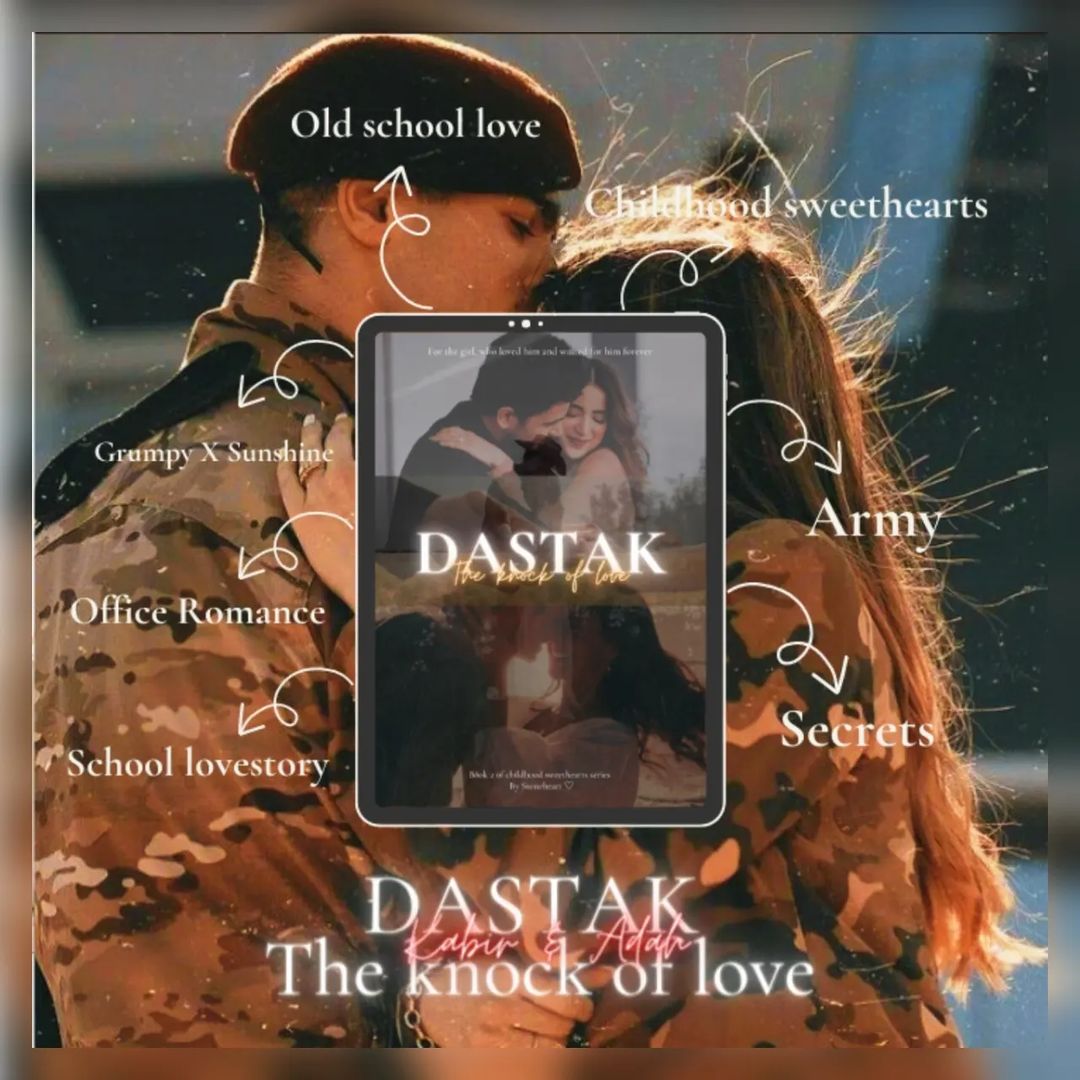 Old school love
Childhood sweethearts
Grumpy X Sunshine
Office Romance
School lovestory
Army
Secrets
For the girl, who loved him and waited for him forever
DASTAK
The knock of love
Book 2 of childhood sweethearts series
By Stoneheart ♡
DASTAK
Kabir & Adah
The knock of love